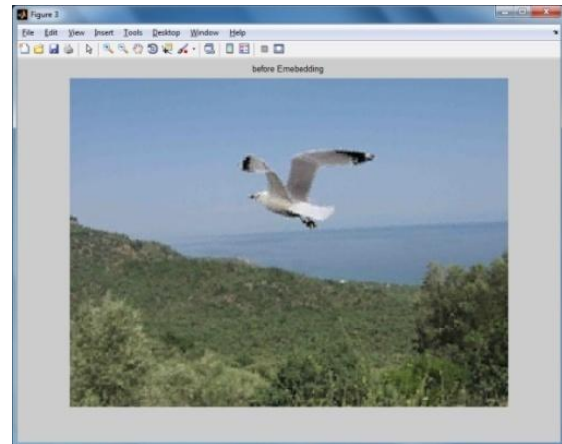 Figure 3
File Edit View Insert Tools Desktop Window Help
before Emebedding